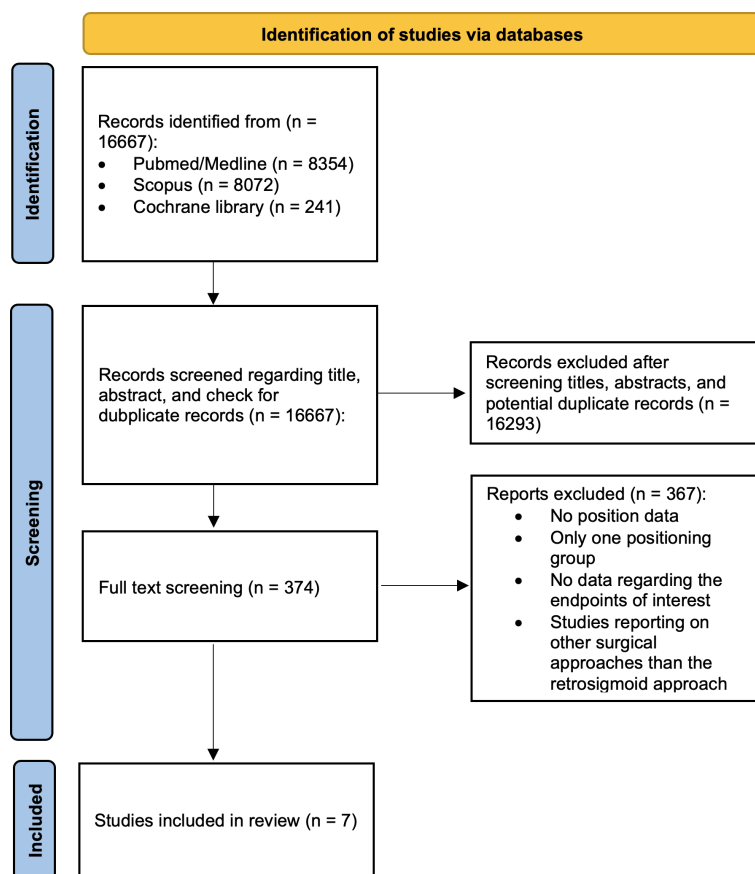 Identification of studies via databases
Identification
Records identified from (n =
16667):
• Pubmed/Medline (n = 8354)
• Scopus (n = 8072)
• Cochrane library (n = 241)
Screening
Records screened regarding title,
abstract, and check for
dubplicate records (n = 16667):
Records excluded after
screening titles, abstracts, and
potential duplicate records (n =
16293)
Full text screening (n = 374)
Reports excluded (n = 367):
• No position data
• Only one positioning
group
• No data regarding the
endpoints of interest
• Studies reporting on
other surgical
approaches than the
retrosigmoid approach
Included
Studies included in review (n = 7)